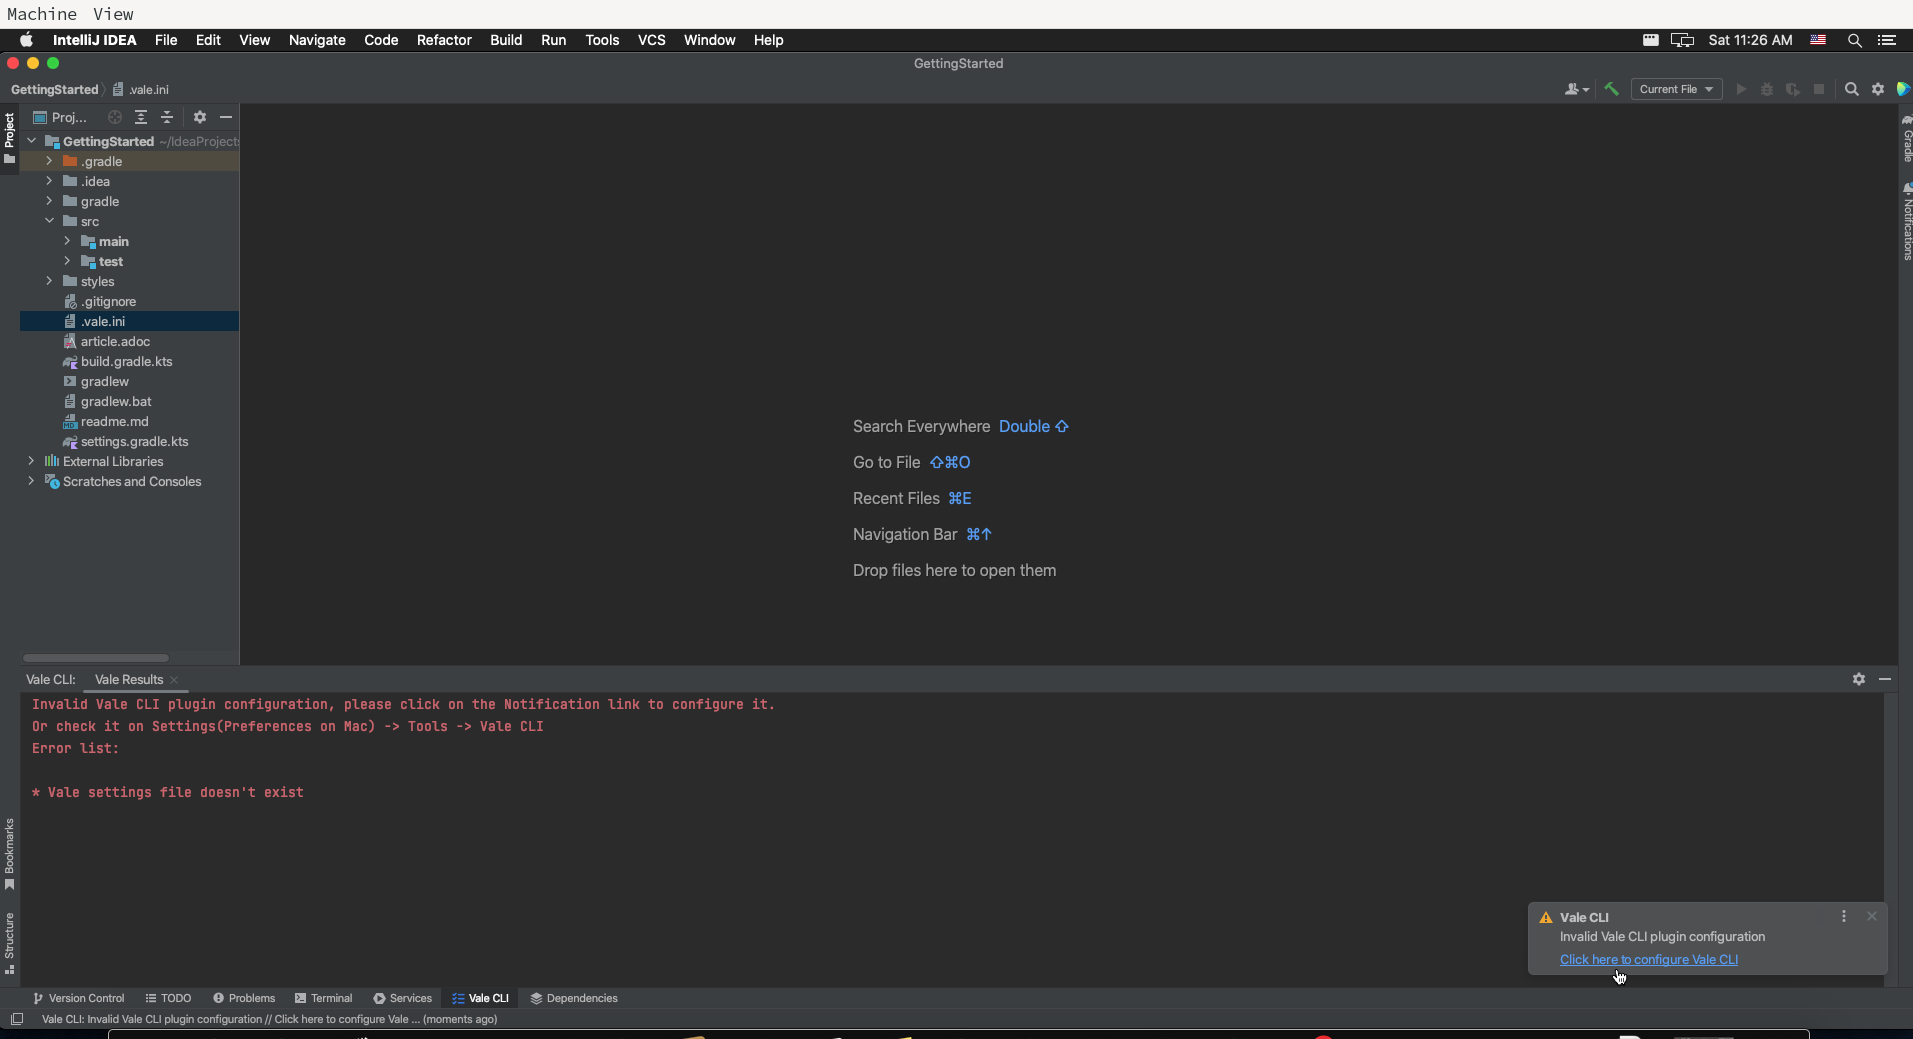 Machine View
IntelliJ IDEA File Edit View Navigate Code Refactor Build Run Tools VCS Window Help
Sat 11:26 AM
GettingStarted
GettingStarted .vale.ini
Current File
Project
Proj...
GettingStarted ~/IdeaProject
.gradle
.idea
gradle
src
main
test
styles
.gitignore
.vale.ini
article.adoc
build.gradle.kts
gradlew
gradlew.bat
readme.md
settings.gradle.kts
External Libraries
Scratches and Consoles
Search Everywhere Double ⇧
Go to File ⇧⌘O
Recent Files ⌘E
Navigation Bar ⌘↑
Drop files here to open them
Gradle
Notifications
Vale CLI: Vale Results
Invalid Vale CLI plugin configuration, please click on the Notification link to configure it.
Or check it on Settings(Preferences on Mac) -> Tools -> Vale CLI
Error list:
* Vale settings file doesn't exist
Bookmarks
Structure
Vale CLI
Invalid Vale CLI plugin configuration
Click here to configure Vale CLI
Version Control TODO Problems Terminal Services Vale CLI Dependencies
Vale CLI: Invalid Vale CLI plugin configuration // Click here to configure Vale ... (moments ago)